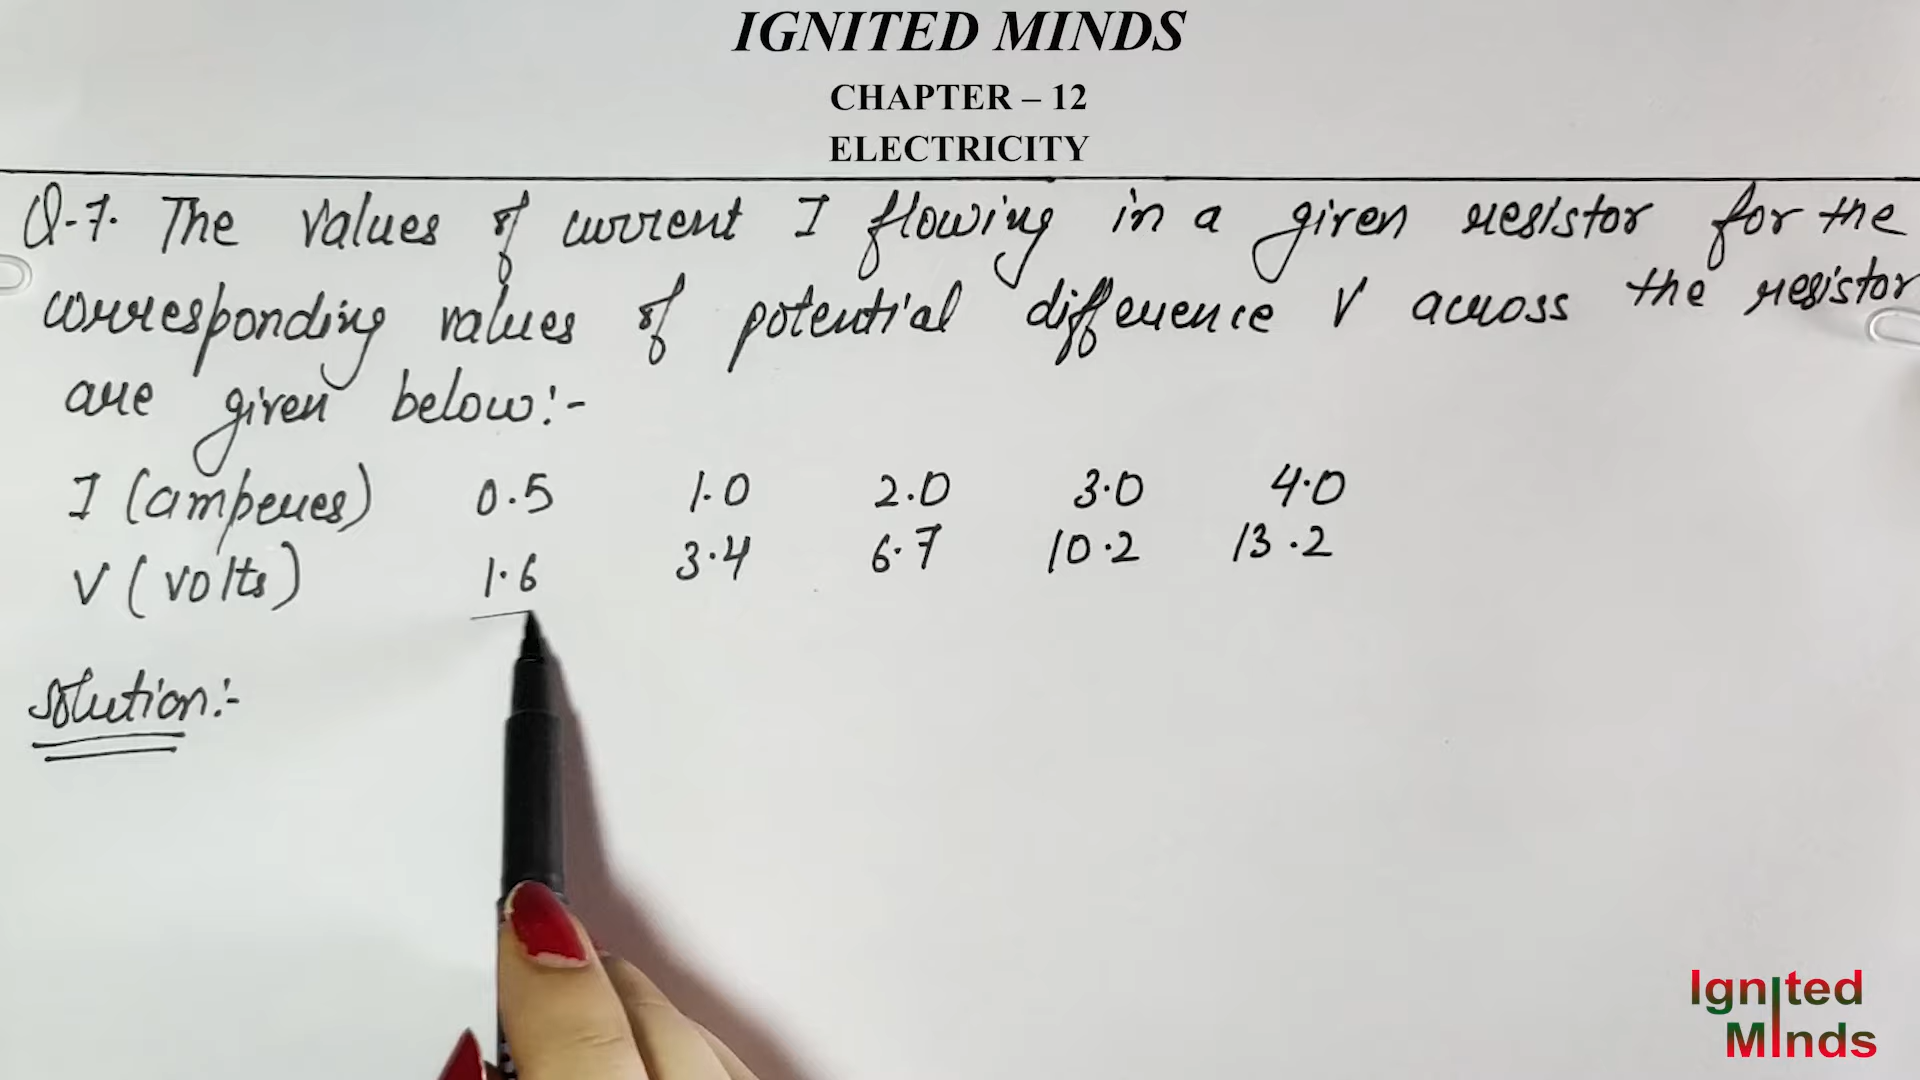 IGNITED MINDS
CHAPTER – 12
ELECTRICITY
Q.7. The values of current I flowing in a given resistor for the
corresponding values of potential difference V across the resistor
are given below:-
I (amperes) 0.5 1.0 2.0 3.0 4.0
V (volts) 1.6 3.4 6.7 10.2 13.2
Solution:-
Ignited
Minds